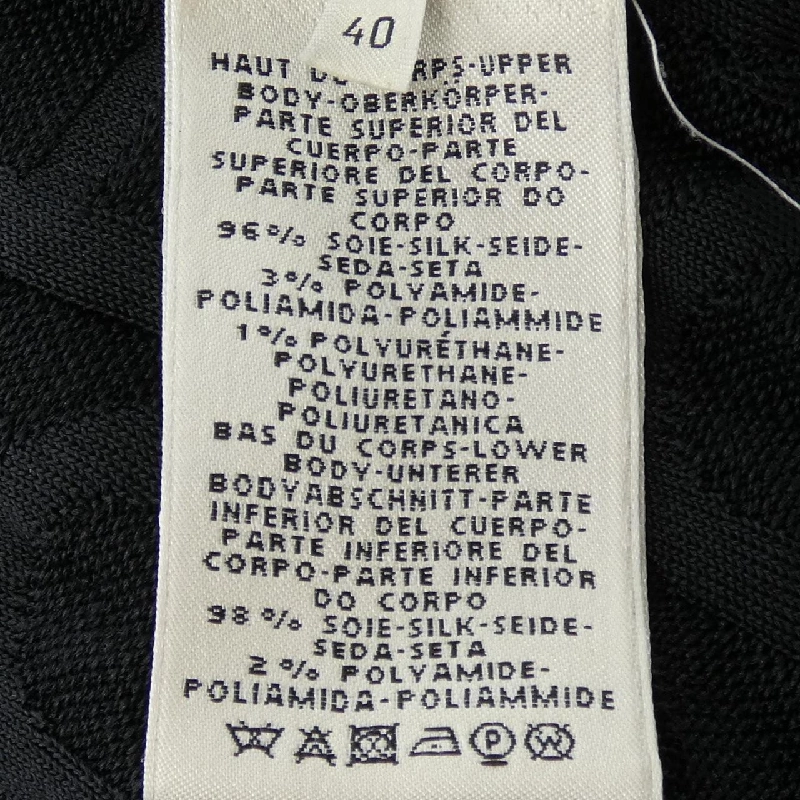 40
HAUT DU RPS-UPPER
BODY-OBERKÖRPER-
PARTE SUPERIOR DEL
CUERPO-PARTE
SUPERIORE DEL CORPO-
PARTE SUPERIOR DO
CORPO
96% SOIE-SILK-SEIDE-
SEDA-SETA
3% POLYAMIDE-
POLIAMIDA-POLIAMMIDE
1% POLYURÉTHANE-
POLYURETHANE-
POLIURETANO-
POLIURETANICA
BAS DU CORPS-LOWER
BODY-UNTERER
BODYABSCHNITT-PARTE
INFERIOR DEL CUERPO-
PARTE INFERIORE DEL
CORPO-PARTE INFERIOR
DO CORPO
98% SOIE-SILK-SEIDE-
SEDA-SETA
2% POLYAMIDE-
POLIAMIDA-POLIAMMIDE
P W